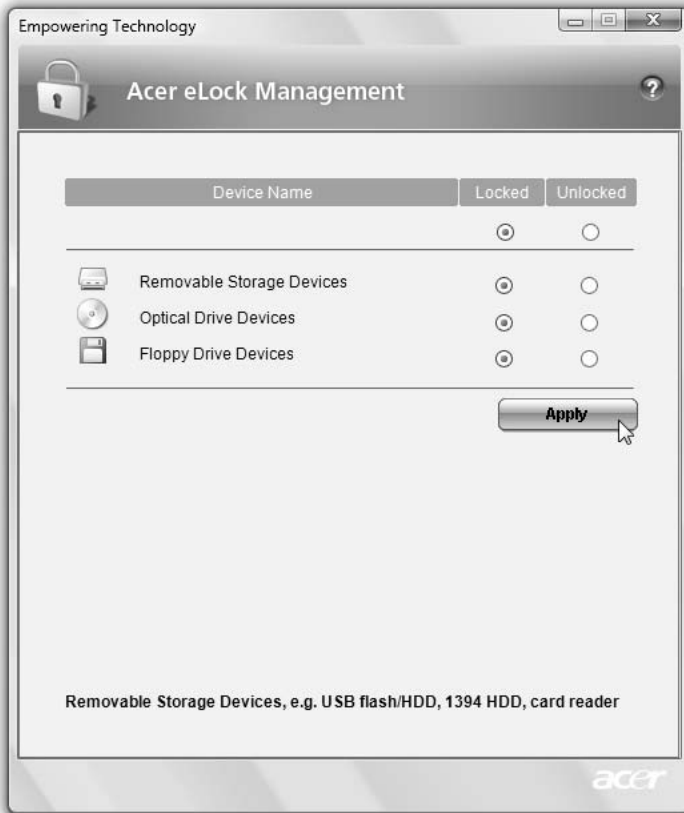 Empowering Technology
Acer eLock Management
?
Device Name Locked Unlocked
Removable Storage Devices
Optical Drive Devices
Floppy Drive Devices
Apply
Removable Storage Devices, e.g. USB flash/HDD, 1394 HDD, card reader
acer